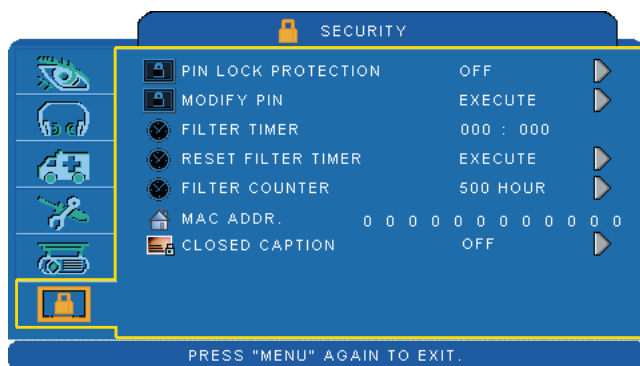 SECURITY
PIN LOCK PROTECTION OFF
MODIFY PIN EXECUTE
FILTER TIMER 000 : 000
RESET FILTER TIMER EXECUTE
FILTER COUNTER 500 HOUR
MAC ADDR. 0 0 0 0 0 0 0 0 0 0 0 0
CLOSED CAPTION OFF
PRESS "MENU" AGAIN TO EXIT.